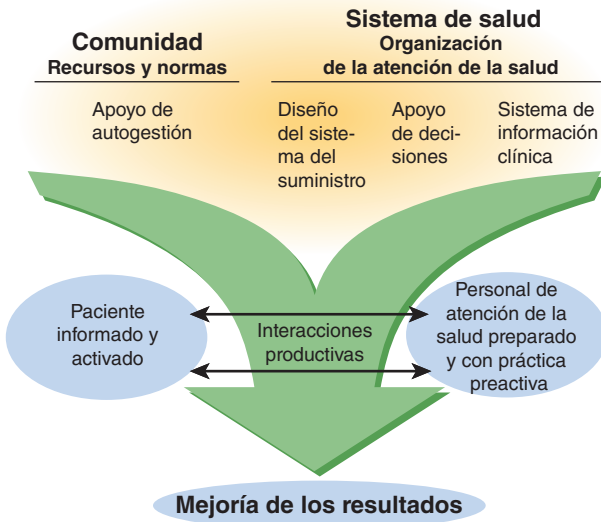 Comunidad
Recursos y normas
Sistema de salud
Organización
de la atención de la salud
Apoyo de
autogestión
Diseño
del siste-
ma del
suministro
Apoyo
de deci-
siones
Sistema de
información
clínica
Paciente
informado y
activado
Interacciones
productivas
Personal de
atención de la
salud preparado
y con práctica
preactiva
Mejoría de los resultados